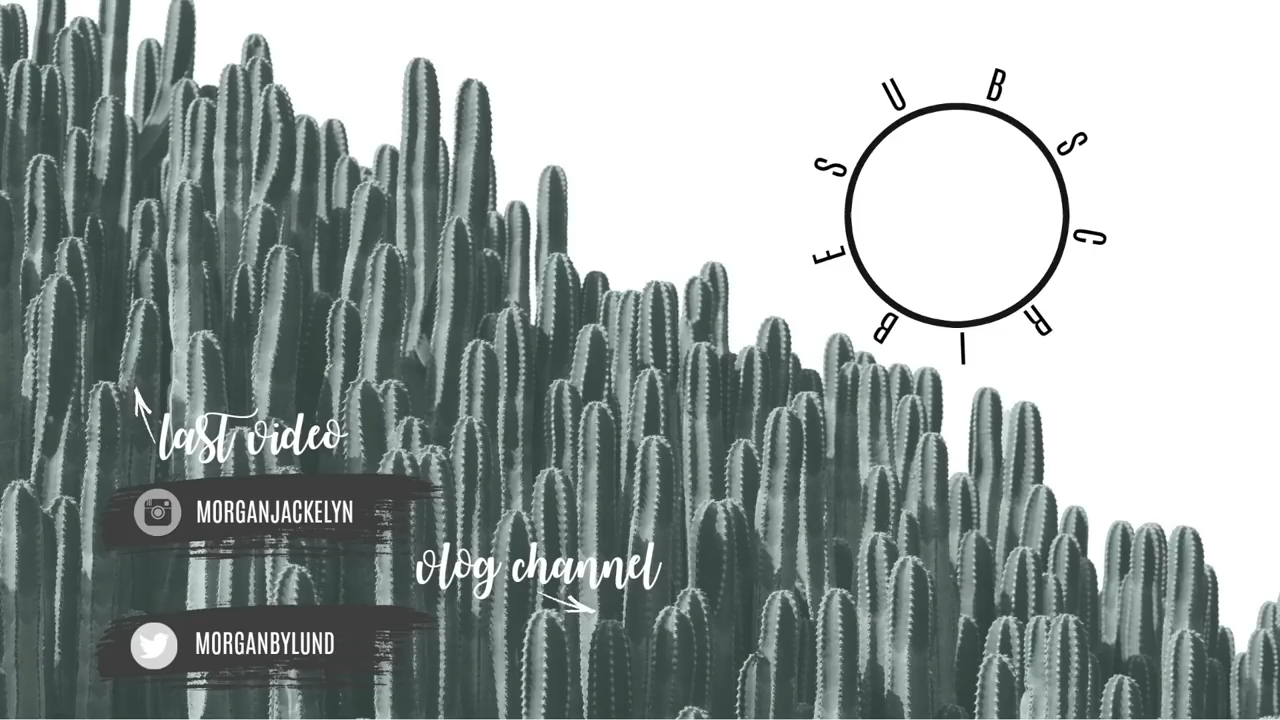 SUBSCRIBE
last video
MORGANJACKELYN
vlog channel
MORGANBYLUND